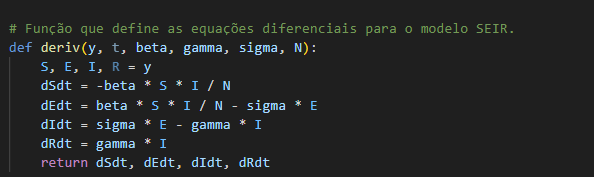 # Função que define as equações diferenciais para o modelo SEIR.
def deriv(y, t, beta, gamma, sigma, N):
    S, E, I, R = y
    dSdt = -beta * S * I / N
    dEdt = beta * S * I / N - sigma * E
    dIdt = sigma * E - gamma * I
    dRdt = gamma * I
    return dSdt, dEdt, dIdt, dRdt